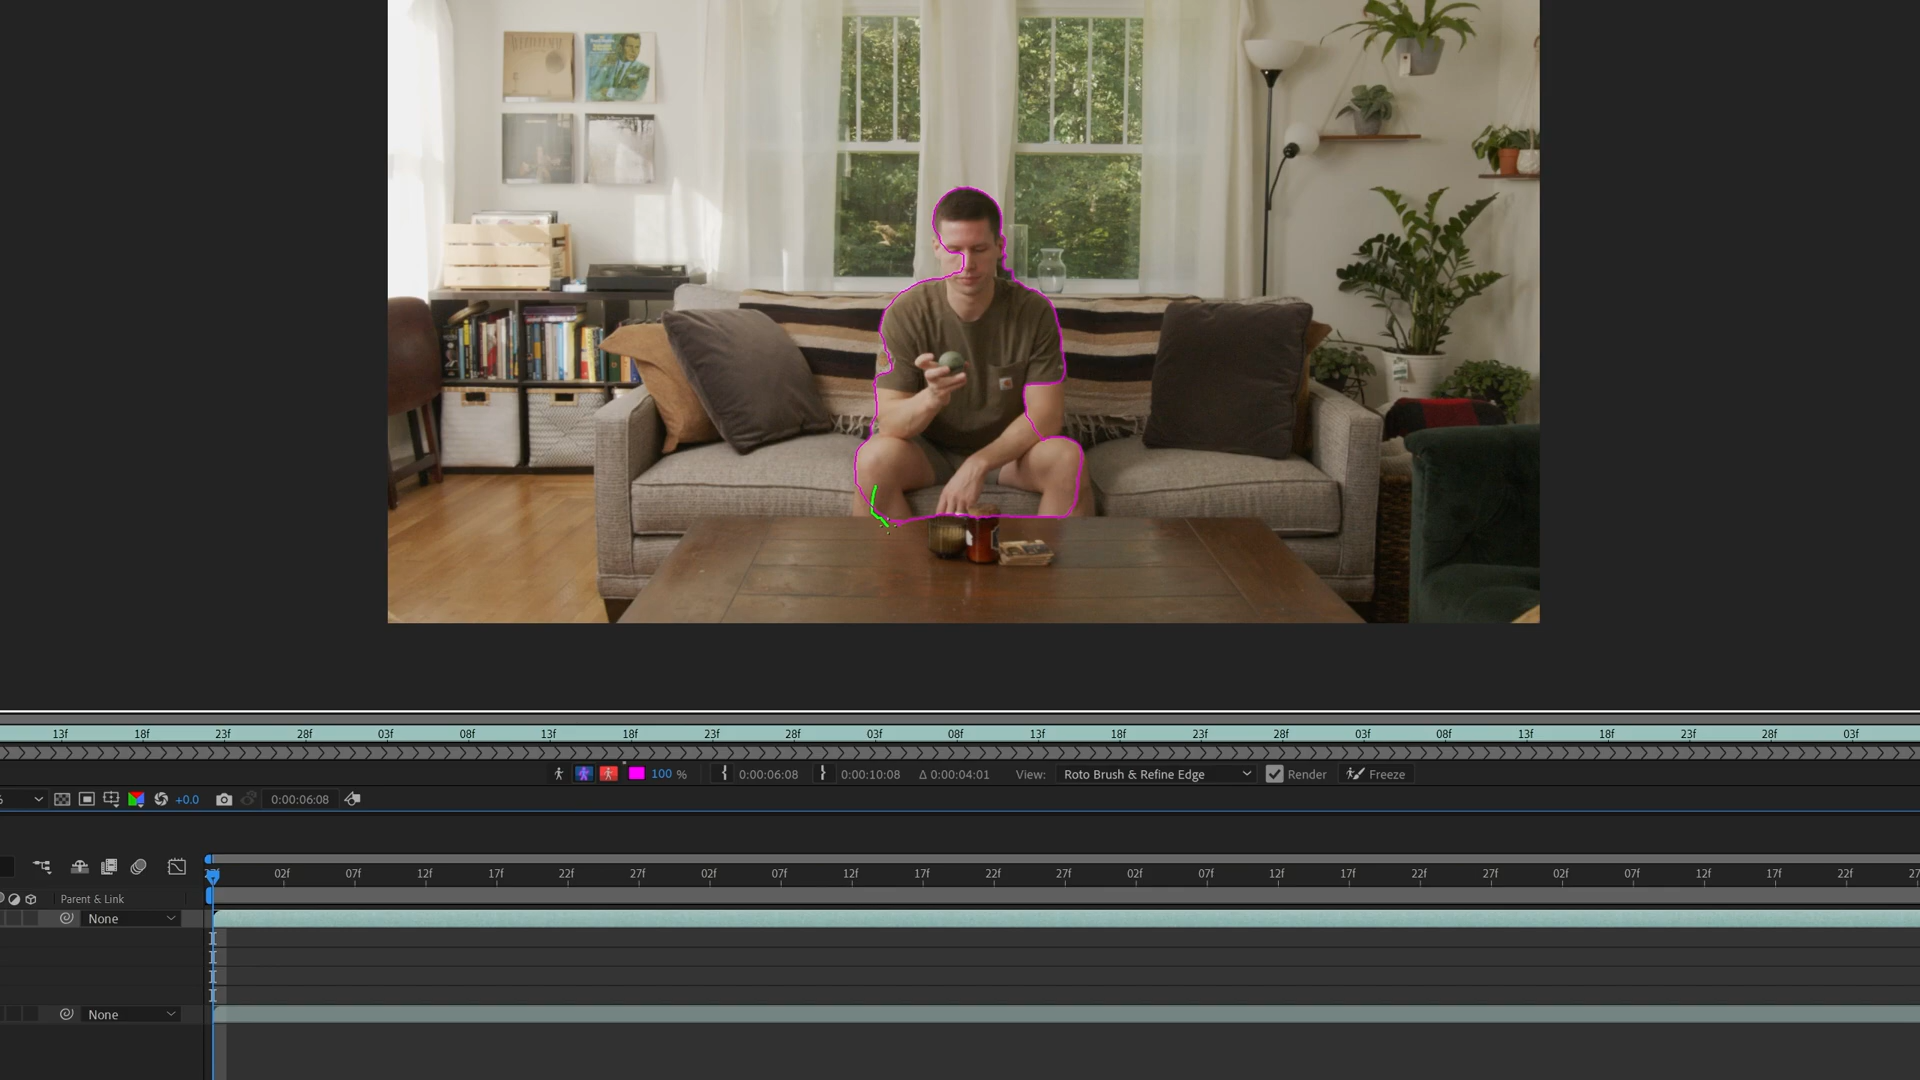 13f 18f 23f 28f 03f 08f 13f 18f 23f 28f 03f 08f 13f 18f 23f 28f 03f 08f 13f 18f 23f 28f 03f
100 % 0:00:06:08 0:00:10:08 Δ 0:00:04:01 View: Roto Brush & Refine Edge Render Freeze
+0.0 0:00:06:08
02f 07f 12f 17f 22f 27f 02f 07f 12f 17f 22f 27f 02f 07f 12f 17f 22f 27f 02f 07f 12f 17f 22f 27
Parent & Link
None
None